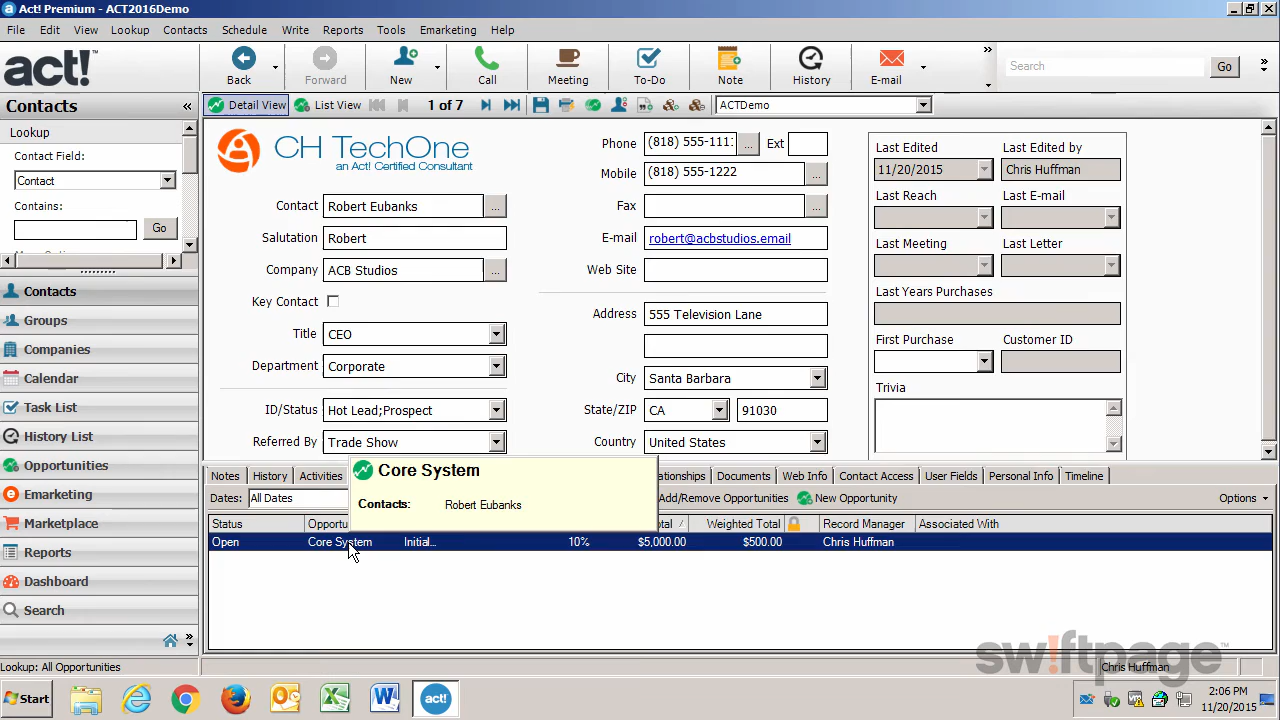 Act! Premium - ACT2016Demo
File Edit View Lookup Contacts Schedule Write Reports Tools Emarketing Help
act!™ Back Forward New Call Meeting To-Do Note History E-mail Search Go
Contacts «
Detail View List View 1 of 7 ACTDemo
Lookup
Contact Field:
Contact
Contains:
Go
Contacts
Groups
Companies
Calendar
Task List
History List
Opportunities
Emarketing
Marketplace
Reports
Dashboard
Search
Lookup: All Opportunities
CH TechOne
an Act! Certified Consultant
Contact Robert Eubanks ...
Salutation Robert
Company ACB Studios ...
Key Contact
Title CEO
Department Corporate
ID/Status Hot Lead;Prospect
Referred By Trade Show
Phone (818) 555-111 ... Ext
Mobile (818) 555-1222 ...
Fax ...
E-mail robert@acbstudios.email
Web Site
Address 555 Television Lane
City Santa Barbara
State/ZIP CA 91030
Country United States
Last Edited Last Edited by
11/20/2015 Chris Huffman
Last Reach Last E-mail
Last Meeting Last Letter
Last Years Purchases
First Purchase Customer ID
Trivia
Notes History Activities ationships Documents Web Info Contact Access User Fields Personal Info Timeline
Core System
Contacts: Robert Eubanks
Dates: All Dates Add/Remove Opportunities New Opportunity Options
Status Opportu otal Weighted Total Record Manager Associated With
Open Core System Initial... 10% $5,000.00 $500.00 Chris Huffman
sw!ftpage
Chris Huffman
Start act! 2:06 PM
11/20/2015